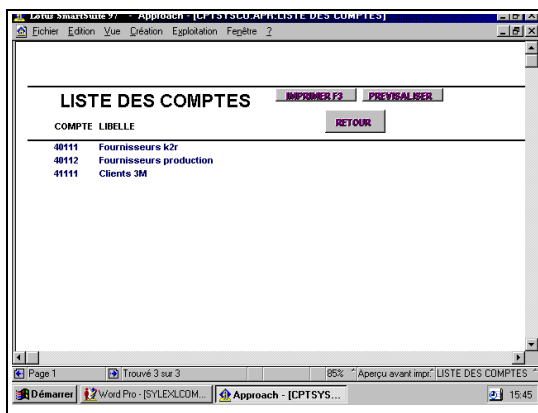 Lotus SmartSuite 97 - Approach - [CPTSYSCO.APR:LISTE DES COMPTES]
Fichier Edition Vue Création Exploitation Fenêtre ?
LISTE DES COMPTES IMPRIMER F3 PREVISALISER
RETOUR
COMPTE LIBELLE
40111 Fournisseurs k2r
40112 Fournisseurs production
41111 Clients 3M
Page 1 Trouvé 3 sur 3 85% Aperçu avant impr. LISTE DES COMPTES
Démarrer Word Pro - [SYLEXLCOM... Approach - [CPTSYS... 15:45